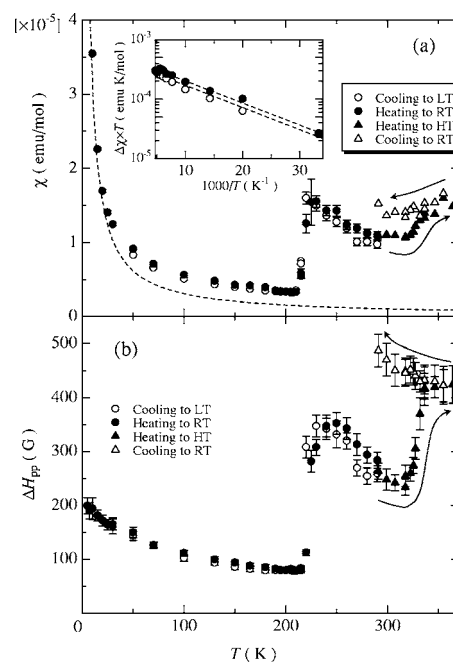 [×10⁻⁵]
4
(a)
10⁻³
Δχ×T ( emu K/mol )
10⁻⁴
10⁻⁵
5 10 15 20 25 30
1000/T ( K⁻¹ )
Cooling to LT
Heating to RT
Heating to HT
Cooling to RT
χ ( emu/mol )
3
2
1
0
(b)
500
400
300
200
100
ΔHpp ( G )
Cooling to LT
Heating to RT
Heating to HT
Cooling to RT
0 100 200 300
T ( K )